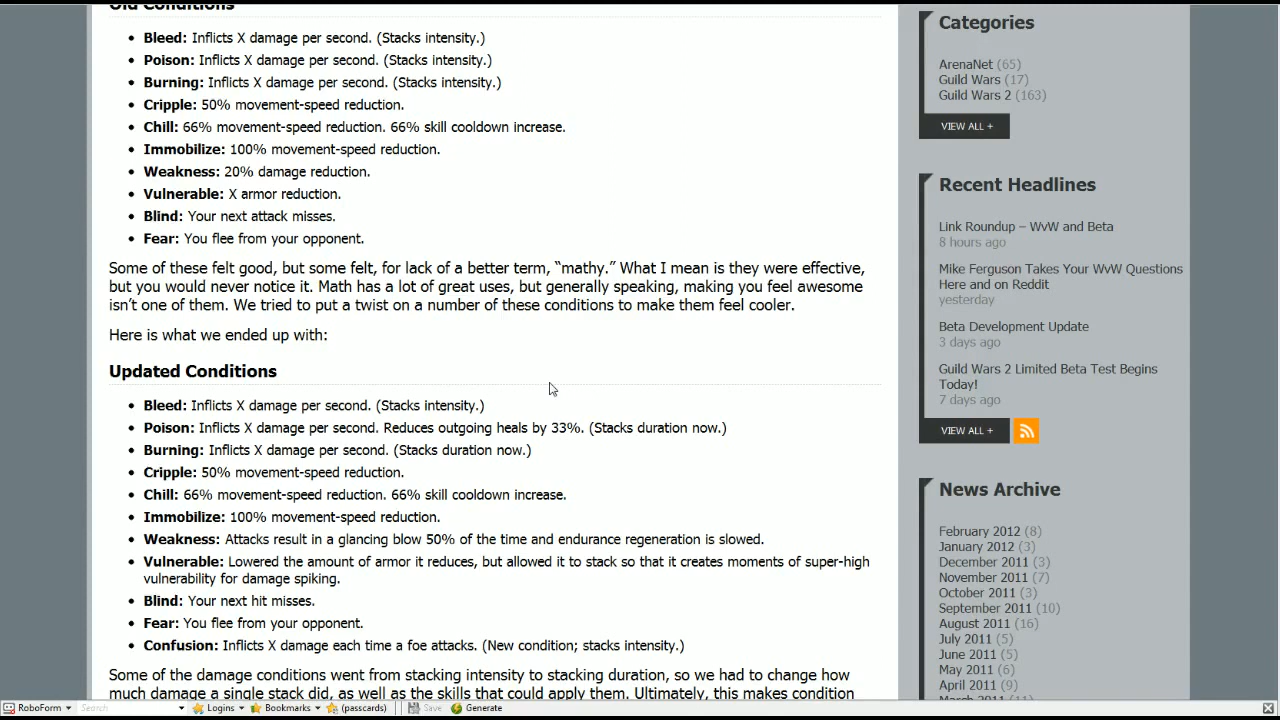 Old Conditions
• Bleed: Inflicts X damage per second. (Stacks intensity.)
• Poison: Inflicts X damage per second. (Stacks intensity.)
• Burning: Inflicts X damage per second. (Stacks intensity.)
• Cripple: 50% movement-speed reduction.
• Chill: 66% movement-speed reduction. 66% skill cooldown increase.
• Immobilize: 100% movement-speed reduction.
• Weakness: 20% damage reduction.
• Vulnerable: X armor reduction.
• Blind: Your next attack misses.
• Fear: You flee from your opponent.
Some of these felt good, but some felt, for lack of a better term, “mathy.” What I mean is they were effective,
but you would never notice it. Math has a lot of great uses, but generally speaking, making you feel awesome
isn’t one of them. We tried to put a twist on a number of these conditions to make them feel cooler.
Here is what we ended up with:
Updated Conditions
• Bleed: Inflicts X damage per second. (Stacks intensity.)
• Poison: Inflicts X damage per second. Reduces outgoing heals by 33%. (Stacks duration now.)
• Burning: Inflicts X damage per second. (Stacks duration now.)
• Cripple: 50% movement-speed reduction.
• Chill: 66% movement-speed reduction. 66% skill cooldown increase.
• Immobilize: 100% movement-speed reduction.
• Weakness: Attacks result in a glancing blow 50% of the time and endurance regeneration is slowed.
• Vulnerable: Lowered the amount of armor it reduces, but allowed it to stack so that it creates moments of super-high
vulnerability for damage spiking.
• Blind: Your next hit misses.
• Fear: You flee from your opponent.
• Confusion: Inflicts X damage each time a foe attacks. (New condition; stacks intensity.)
Some of the damage conditions went from stacking intensity to stacking duration, so we had to change how
much damage a single stack did, as well as the skills that could apply them. Ultimately, this makes condition
Categories
ArenaNet (65)
Guild Wars (17)
Guild Wars 2 (163)
VIEW ALL +
Recent Headlines
Link Roundup – WvW and Beta
8 hours ago
Mike Ferguson Takes Your WvW Questions
Here and on Reddit
yesterday
Beta Development Update
3 days ago
Guild Wars 2 Limited Beta Test Begins
Today!
7 days ago
VIEW ALL +
News Archive
February 2012 (8)
January 2012 (3)
December 2011 (3)
November 2011 (7)
October 2011 (3)
September 2011 (10)
August 2011 (16)
July 2011 (5)
June 2011 (5)
May 2011 (6)
April 2011 (9)
March 2011 (11)
RoboForm Search Logins Bookmarks (passcards) Save Generate